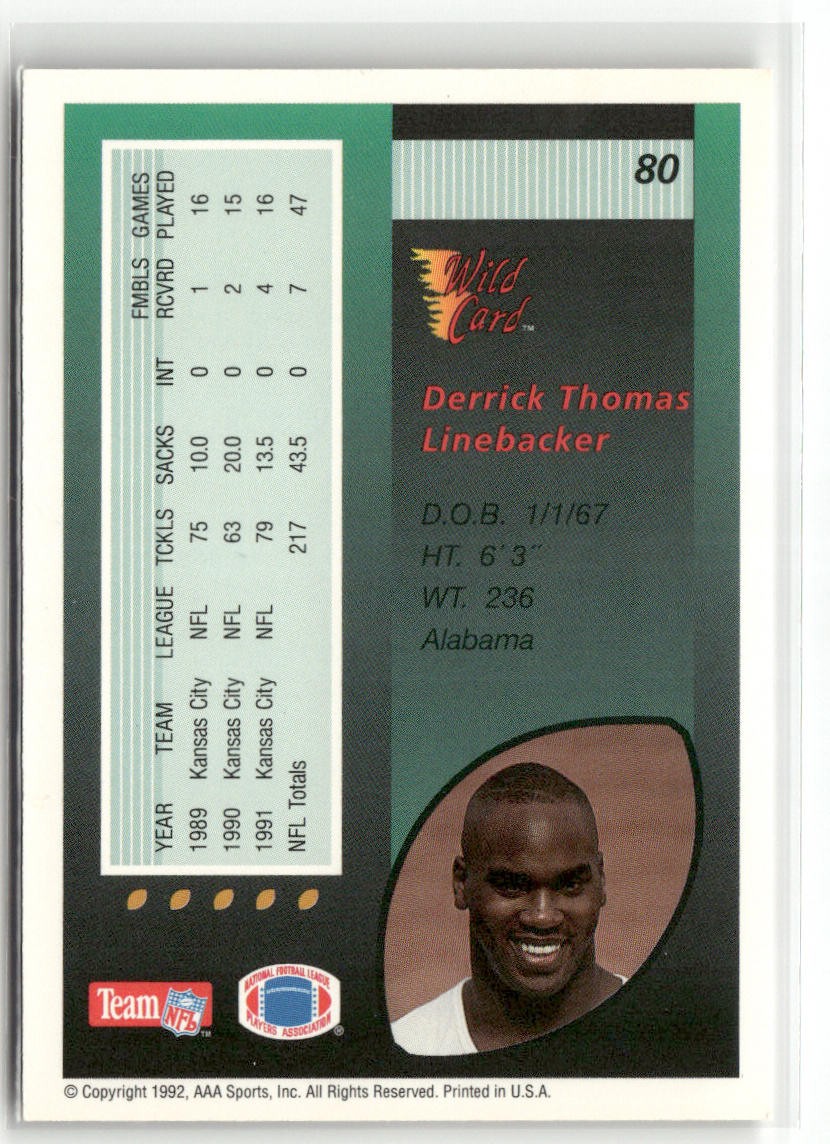 80
Wild
Card™
Derrick Thomas
Linebacker
D.O.B. 1/1/67
HT. 6'3"
WT. 236
Alabama
FMBLS GAMES
YEAR TEAM LEAGUE TCKLS SACKS INT RCVRD PLAYED
1989 Kansas City NFL 75 10.0 0 1 16
1990 Kansas City NFL 63 20.0 0 2 15
1991 Kansas City NFL 79 13.5 0 4 16
NFL Totals 217 43.5 0 7 47
Team NFL™
NATIONAL FOOTBALL LEAGUE
PLAYERS ASSOCIATION®
© Copyright 1992, AAA Sports, Inc. All Rights Reserved. Printed in U.S.A.